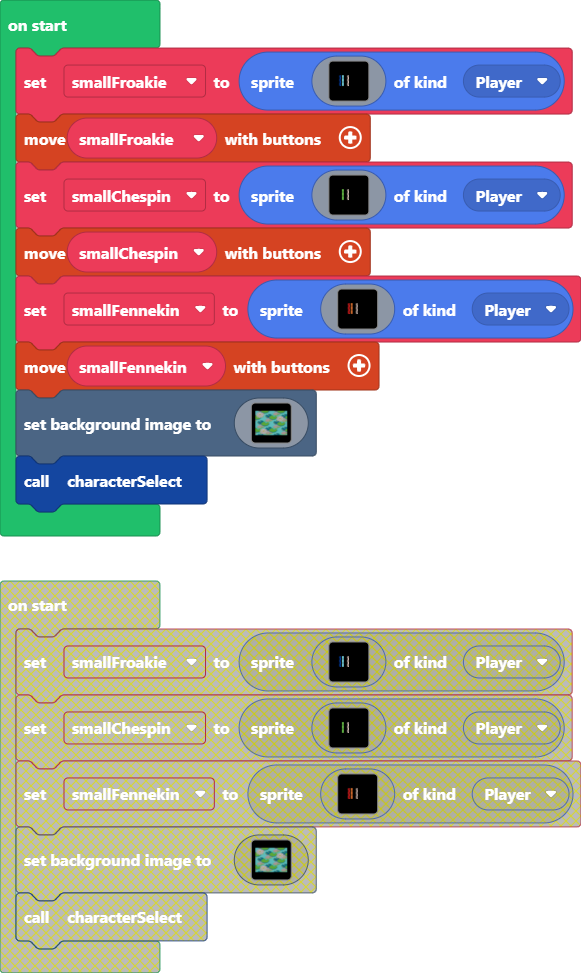 on start
set smallFroakie to sprite of kind Player
move smallFroakie with buttons
set smallChespin to sprite of kind Player
move smallChespin with buttons
set smallFennekin to sprite of kind Player
move smallFennekin with buttons
set background image to
call characterSelect
on start
set smallFroakie to sprite of kind Player
set smallChespin to sprite of kind Player
set smallFennekin to sprite of kind Player
set background image to
call characterSelect